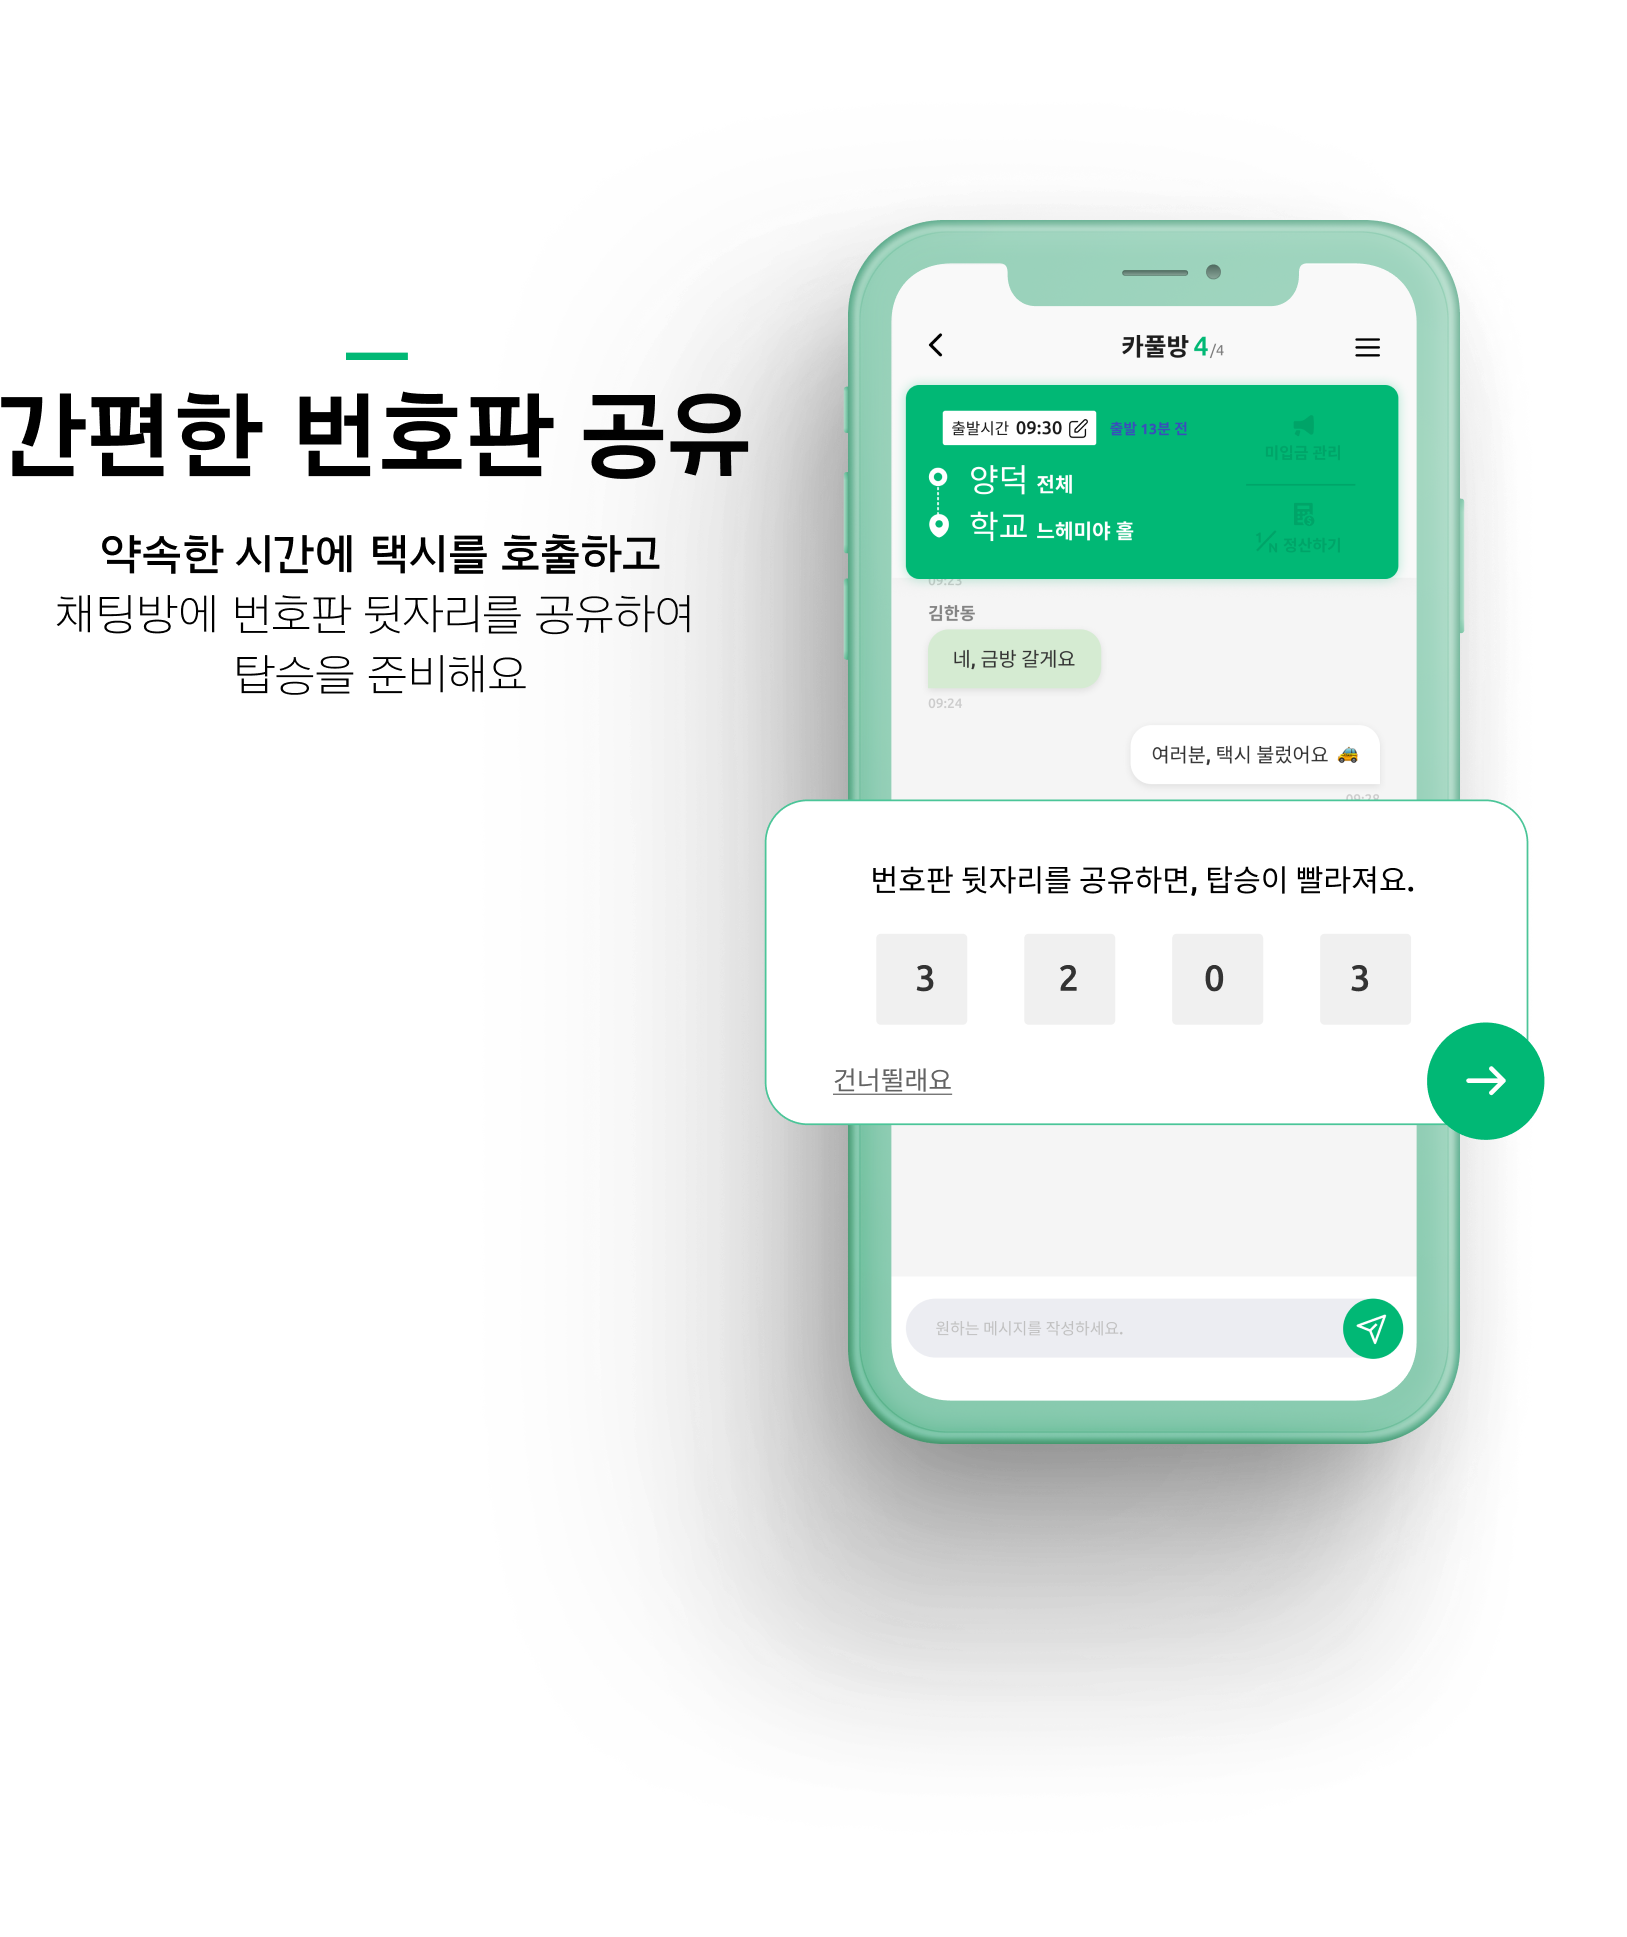 간편한 번호판 공유
약속한 시간에 택시를 호출하고
채팅방에 번호판 뒷자리를 공유하여
탑승을 준비해요
카풀방 4/4
출발시간 09:30 출발 13분 전
미입금 관리
양덕 전체
학교 느헤미야 홀
1/N 정산하기
09:23
김한동
네, 금방 갈게요
09:24
여러분, 택시 불렀어요 🚕
09:28
번호판 뒷자리를 공유하면, 탑승이 빨라져요.
3 2 0 3
건너뛸래요
원하는 메시지를 작성하세요.